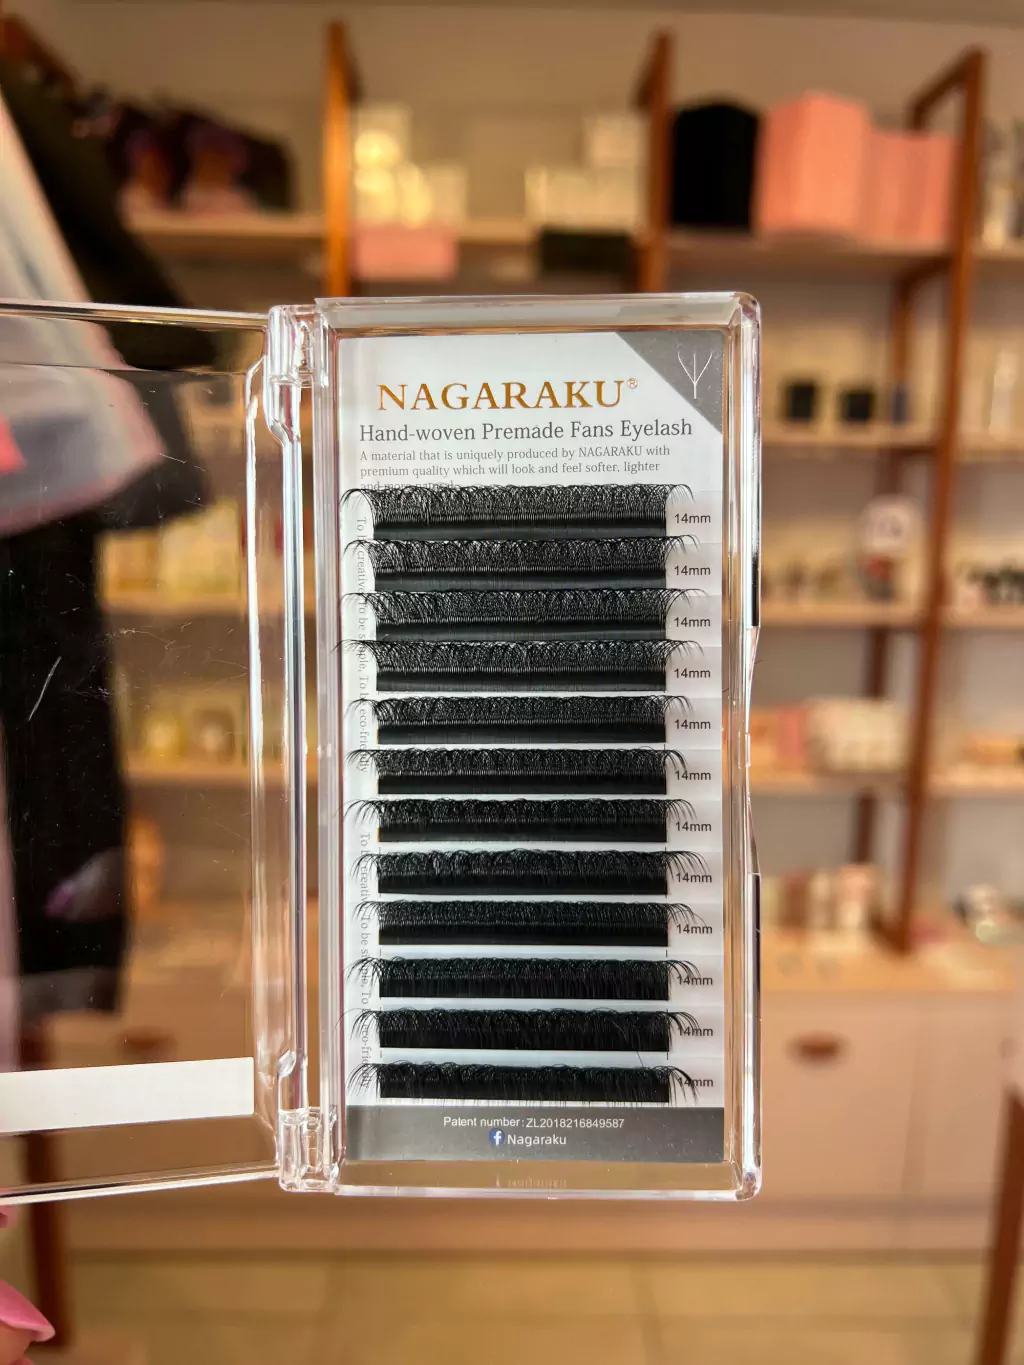 NAGARAKU®
Hand-woven Premade Fans Eyelash
A material that is uniquely produced by NAGARAKU with
premium quality which will look and feel softer, lighter
and more
14mm
14mm
14mm
14mm
14mm
14mm
14mm
14mm
14mm
14mm
14mm
14mm
Patent number:ZL2018216849587
Nagaraku